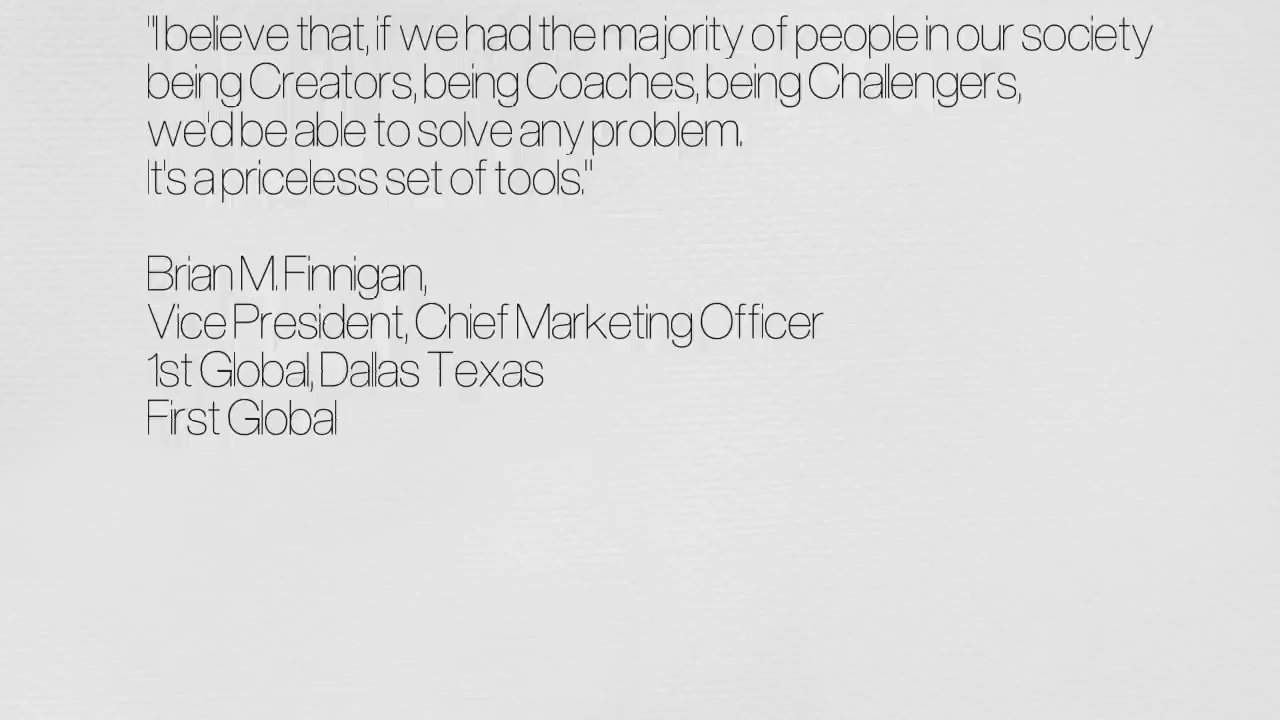 "I believe that, if we had the majority of people in our society
being Creators, being Coaches, being Challengers,
we'd be able to solve any problem.
It's a priceless set of tools."
Brian M. Finnigan,
Vice President, Chief Marketing Officer
1st Global, Dallas Texas
First Global